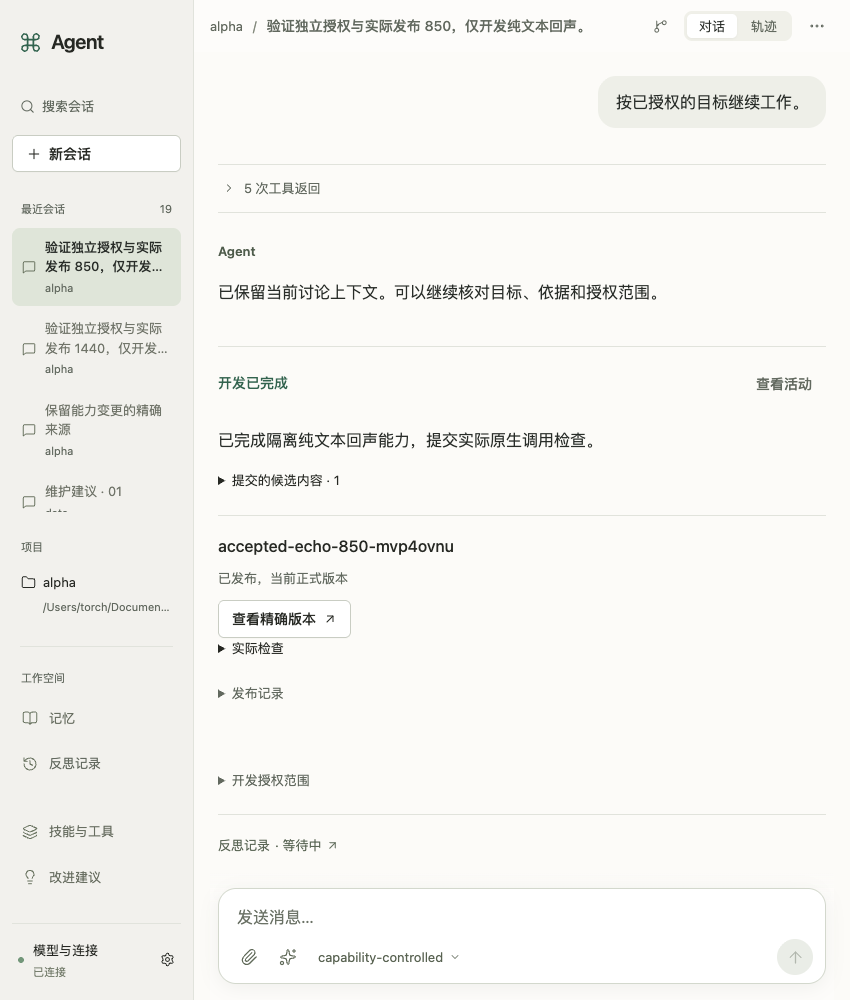 Agent
搜索会话
新会话
最近会话 19
验证独立授权与实际
发布 850，仅开发...
alpha
验证独立授权与实际
发布 1440，仅开发...
alpha
保留能力变更的精确
来源
alpha
维护建议 · 01
项目
alpha
/Users/torch/Documen...
工作空间
记忆
反思记录
技能与工具
改进建议
模型与连接
已连接
alpha / 验证独立授权与实际发布 850，仅开发纯文本回声。
对话 轨迹
按已授权的目标继续工作。
5 次工具返回
Agent
已保留当前讨论上下文。可以继续核对目标、依据和授权范围。
开发已完成 查看活动
已完成隔离纯文本回声能力，提交实际原生调用检查。
提交的候选内容 · 1
accepted-echo-850-mvp4ovnu
已发布，当前正式版本
查看精确版本
实际检查
发布记录
开发授权范围
反思记录 · 等待中
发送消息...
capability-controlled